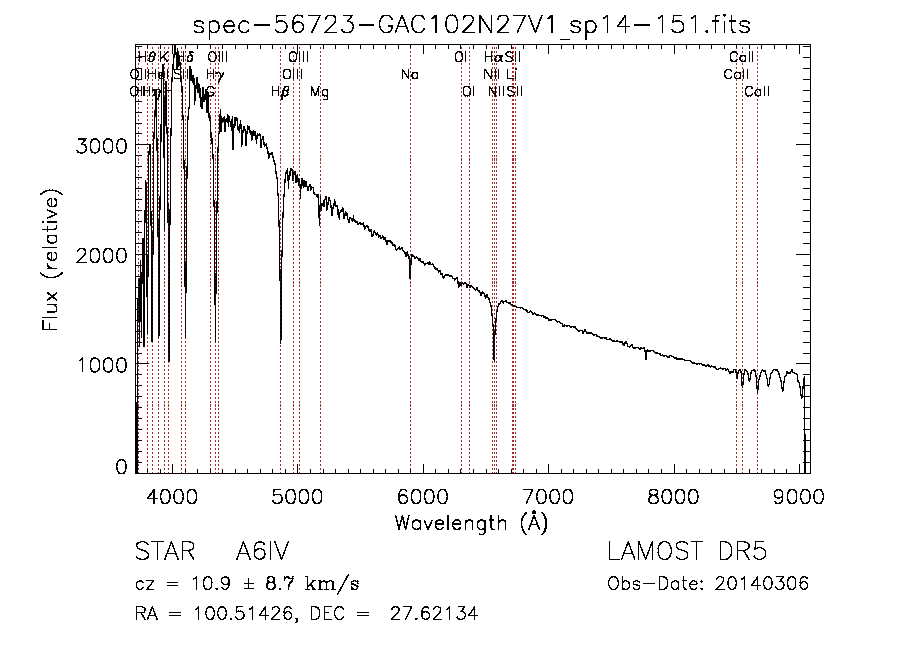 spec-56723-GAC102N27V1_sp14-151.fits
Hθ K Hδ OIII OIII OI Hα SII CaII
OII HeI SII Hγ OIII Na NII Li CaII
OII Hη G Hβ Mg OI NII SII CaII
3000
2000
1000
0
Flux (relative)
4000 5000 6000 7000 8000 9000
Wavelength (Å)
STAR A6IV LAMOST DR5
cz = 10.9 ± 8.7 km/s Obs-Date: 20140306
RA = 100.51426, DEC = 27.62134